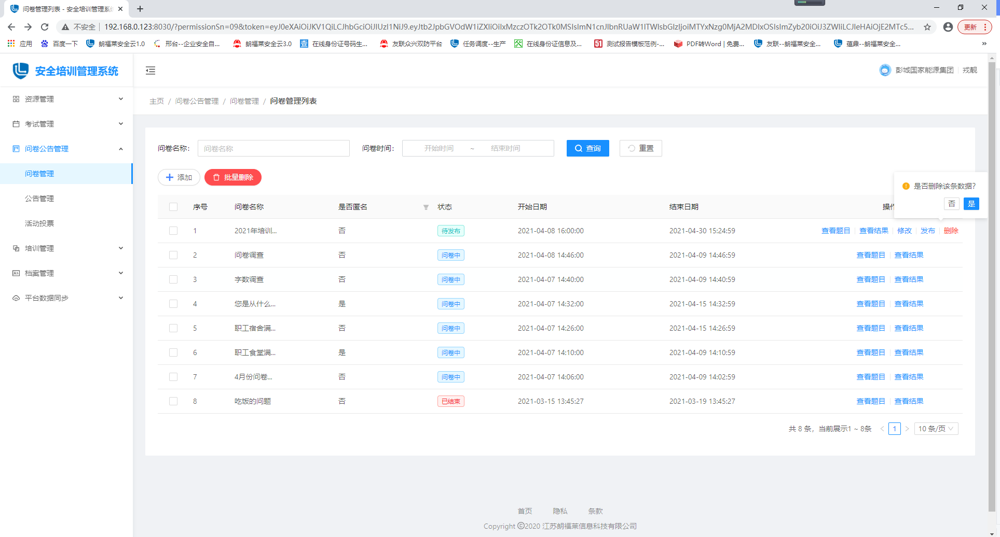 问卷管理列表 - 安全培训管理系统
不安全 192.168.0.123:8030/?permissionSn=09&token=
更新
应用 百度一下 朗福莱安全云1.0 邢台--企业安全自... 朗福莱安全云3.0 在线身份证号码生... 友联众兴双防平台 任务调度--生产 在线身份证信息及... 测试报告模板范例-... PDF转Word | 免费... 友联--朗福莱安全... 蕴鼎--朗福莱安全... »
安全培训管理系统
彭城国家能源集团 戎靓
资源管理
考试管理
问卷公告管理
问卷管理
公告管理
活动投票
培训管理
档案管理
平台数据同步
主页 / 问卷公告管理 / 问卷管理 / 问卷管理列表
问卷名称: 问卷名称 问卷时间: 开始时间 ~ 结束时间 查询 重置
添加 批量删除
是否删除该条数据?
否 是
序号 问卷名称 是否匿名 状态 开始日期 结束日期
1 2021年培训... 否 待发布 2021-04-08 16:00:00 2021-04-30 15:24:59 查看题目 查看结果 修改 发布 删除
2 问卷调查 否 问卷中 2021-04-08 14:46:00 2021-04-09 14:46:59 查看题目 查看结果
3 字数调查 否 问卷中 2021-04-07 14:40:00 2021-04-09 14:40:59 查看题目 查看结果
4 您是从什么... 是 问卷中 2021-04-07 14:32:00 2021-04-15 14:32:59 查看题目 查看结果
5 职工宿舍满... 否 问卷中 2021-04-07 14:26:00 2021-04-15 14:26:59 查看题目 查看结果
6 职工食堂满... 是 问卷中 2021-04-07 14:10:00 2021-04-09 14:10:59 查看题目 查看结果
7 4月份问卷... 否 问卷中 2021-04-07 14:06:00 2021-04-09 14:02:59 查看题目 查看结果
8 吃饭的问题 否 已结束 2021-03-15 13:45:27 2021-03-19 13:45:27 查看题目 查看结果
共 8 条，当前展示1 ~ 8条 < 1 > 10 条/页
首页 隐私 条款
Copyright ©2020 江苏朗福莱信息科技有限公司